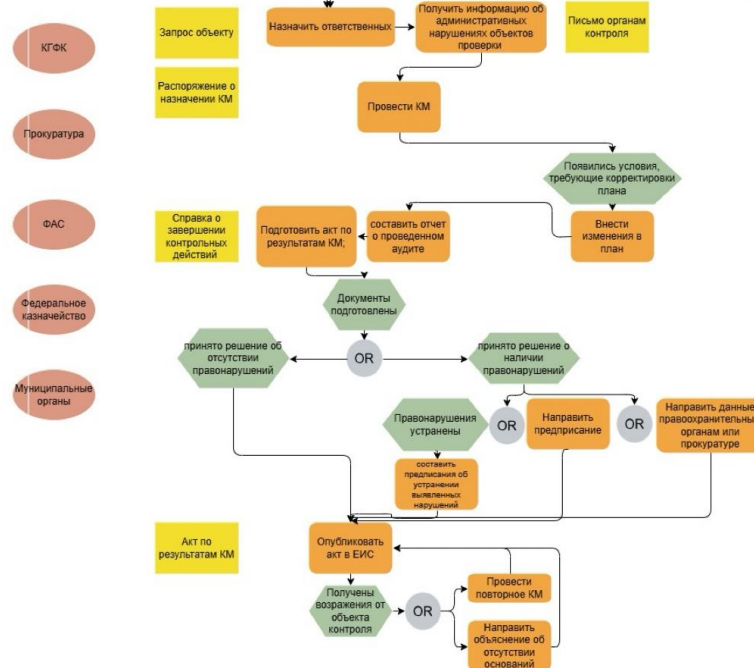 КГФК
Прокуратура
ФАС
Федеральное
казначейство
Муниципальные
органы
Запрос объекту
Распоряжение о
назначении КМ
Справка о
завершении
контрольных
действий
Акт по
результатам КМ
Назначить ответственных
Получить информацию об
административных
нарушениях объектов
проверки
Письмо органам
контроля
Провести КМ
Появились условия,
требующие корректировки
плана
Внести
изменения в
план
составить отчет
о проведенном
аудите
Подготовить акт по
результатам КМ;
Документы
подготовлены
OR
принято решение об
отсутствии
правонарушений
принято решение о
наличии
правонарушений
Правонарушения
устранены
OR
Направить
предприсание
OR
Направить данные
правоохранительным
органам или
прокуратуре
составить
предписания об
устранении
выявленных
нарушений
Опубликовать
акт в ЕИС
Получены
возражения от
объекта
контроля
OR
Провести
повторное КМ
Направить
объяснение об
отсутствии
оснований